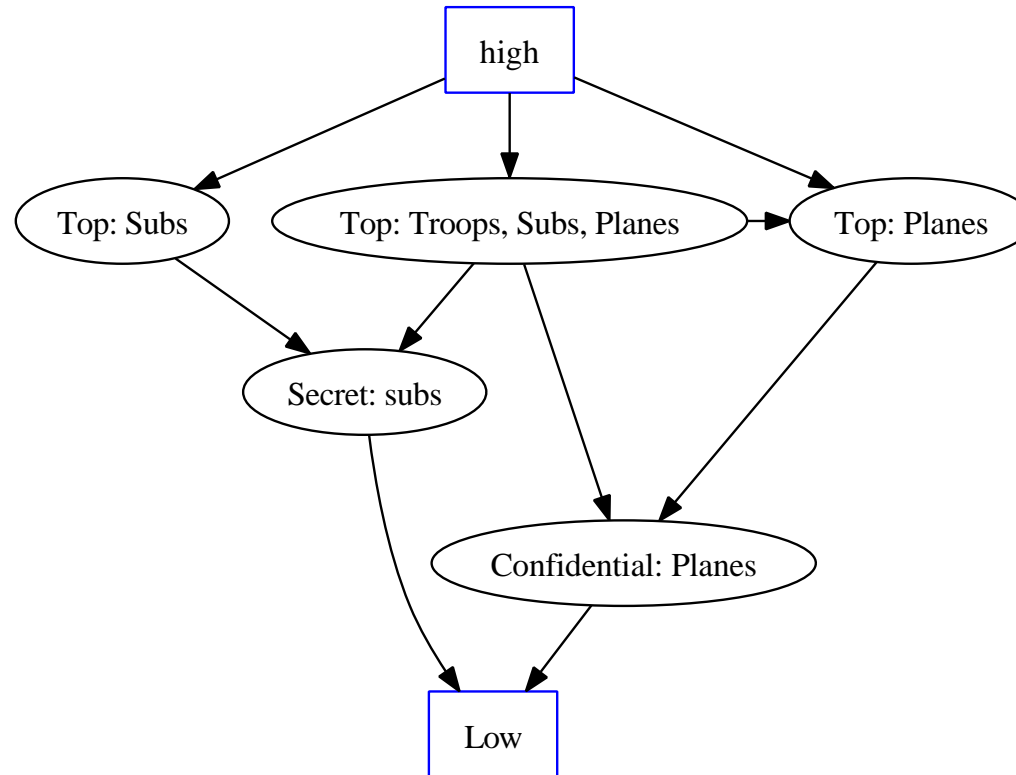 high
Top: Subs
Top: Troops, Subs, Planes
Top: Planes
Secret: subs
Confidential: Planes
Low